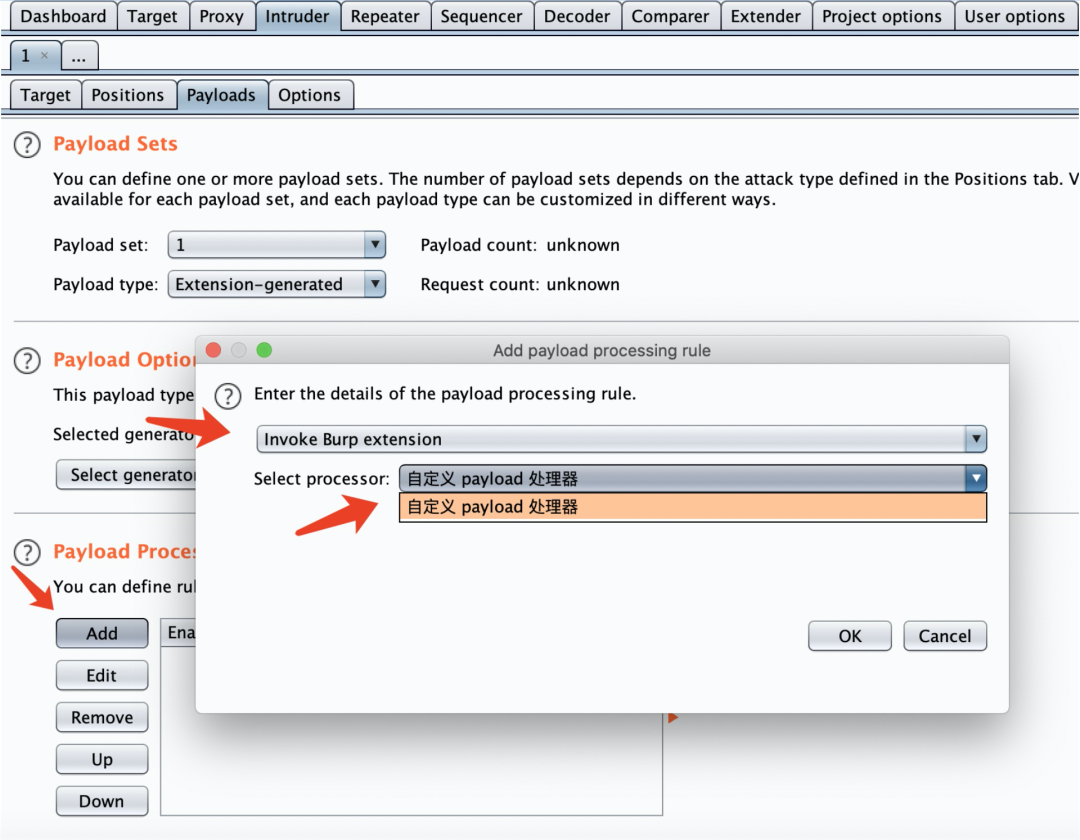 Dashboard Target Proxy Intruder Repeater Sequencer Decoder Comparer Extender Project options User options
1 × ...
Target Positions Payloads Options
? Payload Sets
You can define one or more payload sets. The number of payload sets depends on the attack type defined in the Positions tab. V
available for each payload set, and each payload type can be customized in different ways.
Payload set: 1 Payload count: unknown
Payload type: Extension-generated Request count: unknown
Add payload processing rule
? Payload Option
This payload type
Selected generato
Select generator
? Enter the details of the payload processing rule.
Invoke Burp extension
Select processor: 自定义 payload 处理器
自定义 payload 处理器
? Payload Proces
You can define rul
Add Ena
Edit
Remove
Up
Down
OK Cancel